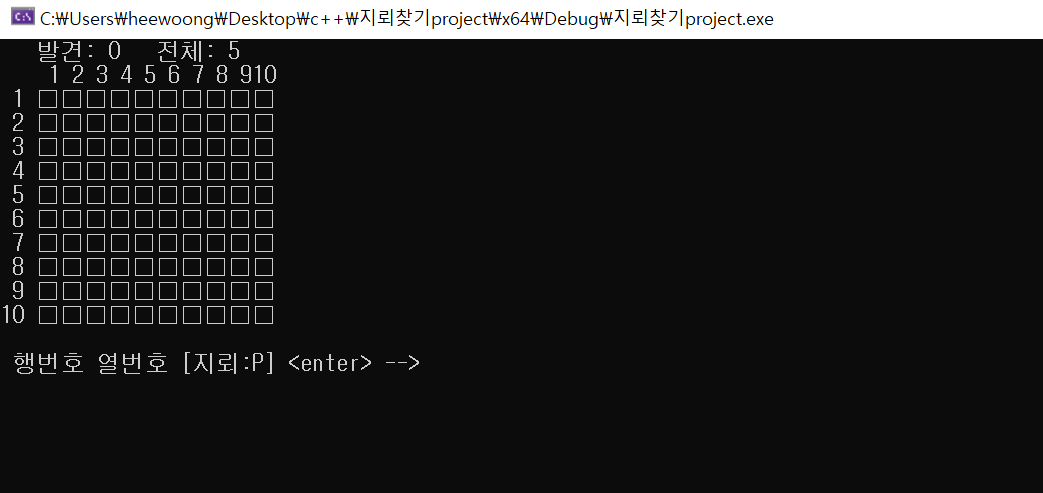 C:\Users\heewoong\Desktop\c++\지뢰찾기project\x64\Debug\지뢰찾기project.exe
발견: 0 전체: 5
1 2 3 4 5 6 7 8 910
1 □□□□□□□□□□
2 □□□□□□□□□□
3 □□□□□□□□□□
4 □□□□□□□□□□
5 □□□□□□□□□□
6 □□□□□□□□□□
7 □□□□□□□□□□
8 □□□□□□□□□□
9 □□□□□□□□□□
10 □□□□□□□□□□
행번호 열번호 [지뢰:P] <enter> -->